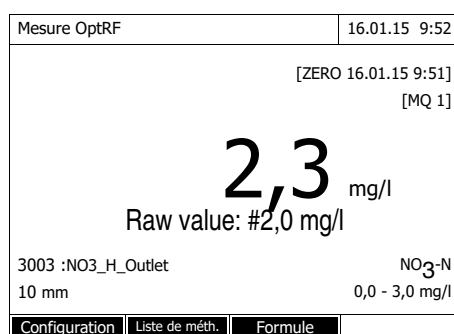 Mesure OptRF 16.01.15 9:52
[ZERO 16.01.15 9:51]
[MQ 1]
2,3 mg/l
Raw value: #2,0 mg/l
3003 :NO3_H_Outlet NO3-N
10 mm 0,0 - 3,0 mg/l
Configuration Liste de méth. Formule